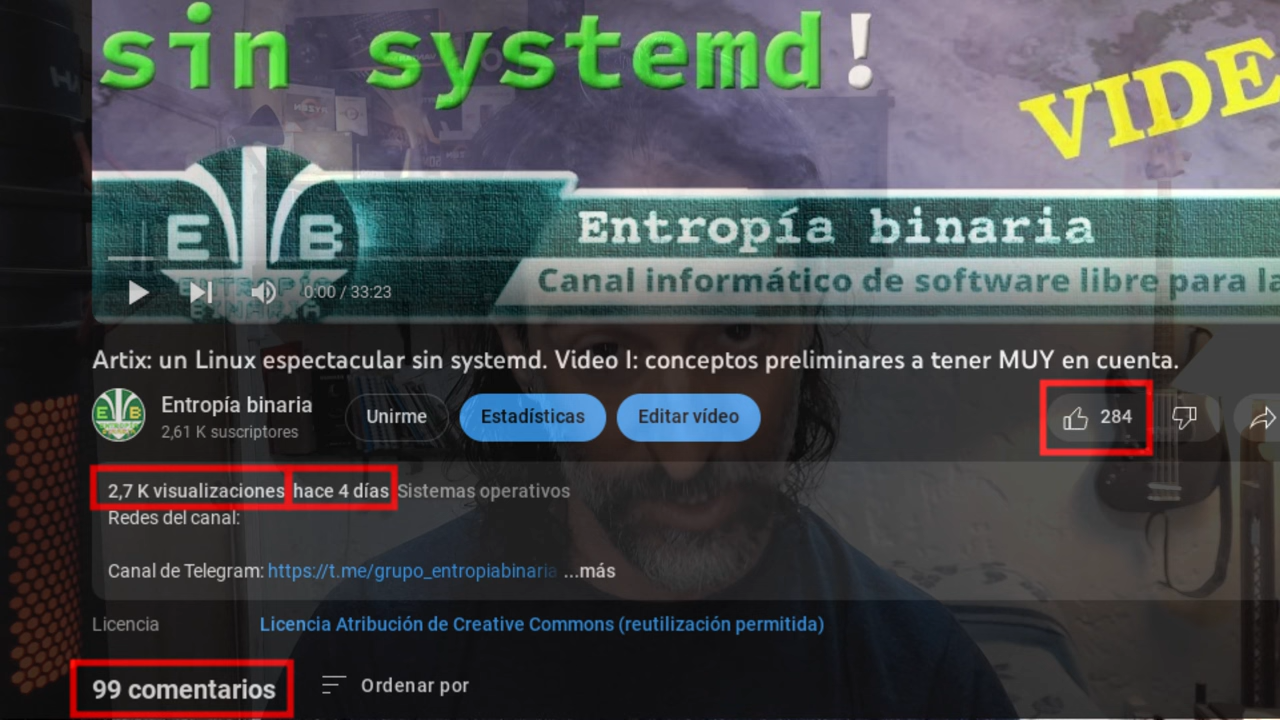 sin systemd!
VIDE
E B
Entropía binaria
ENTROPÍA
BINARIA
Canal informático de software libre para la
0:00 / 33:23
Artix: un Linux espectacular sin systemd. Video I: conceptos preliminares a tener MUY en cuenta.
Entropía binaria
2,61 K suscriptores
Unirme
Estadísticas
Editar vídeo
284
2,7 K visualizaciones hace 4 días Sistemas operativos
Redes del canal:
Canal de Telegram: https://t.me/grupo_entropiabinaria ...más
Licencia
Licencia Atribución de Creative Commons (reutilización permitida)
99 comentarios
Ordenar por